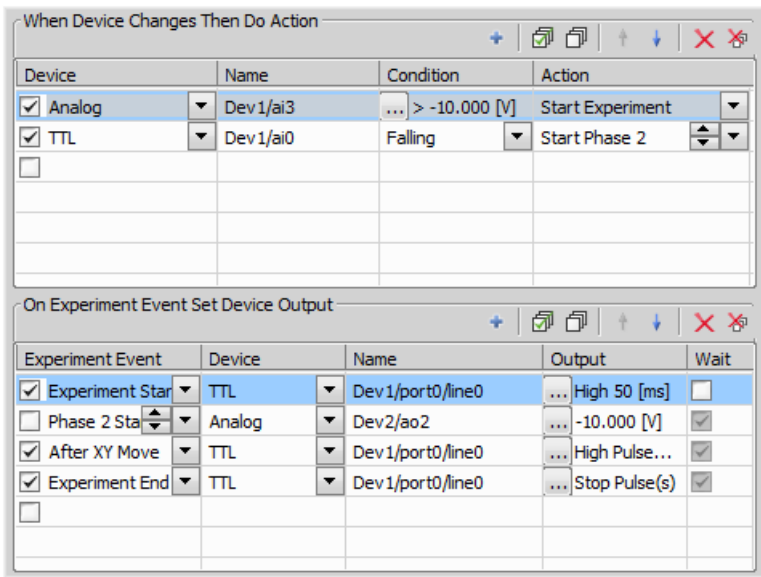 When Device Changes Then Do Action
Device Name Condition Action
Analog Dev1/ai3 ... > -10.000 [V] Start Experiment
TTL Dev1/ai0 Falling Start Phase 2
On Experiment Event Set Device Output
Experiment Event Device Name Output Wait
Experiment Star TTL Dev1/port0/line0 ... High 50 [ms]
Phase 2 Sta Analog Dev2/ao2 ... -10.000 [V]
After XY Move TTL Dev1/port0/line0 ... High Pulse...
Experiment End TTL Dev1/port0/line0 ... Stop Pulse(s)